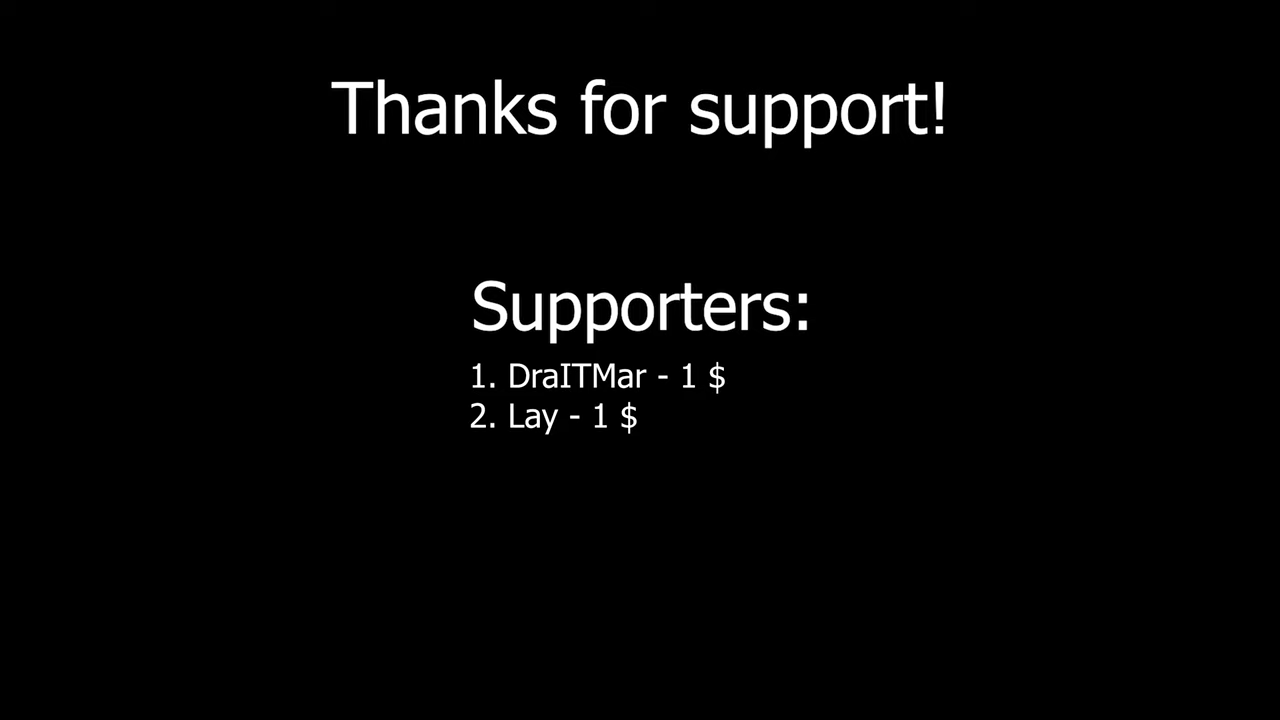 Thanks for support!
Supporters:
1. DraITMar - 1 $
2. Lay - 1 $